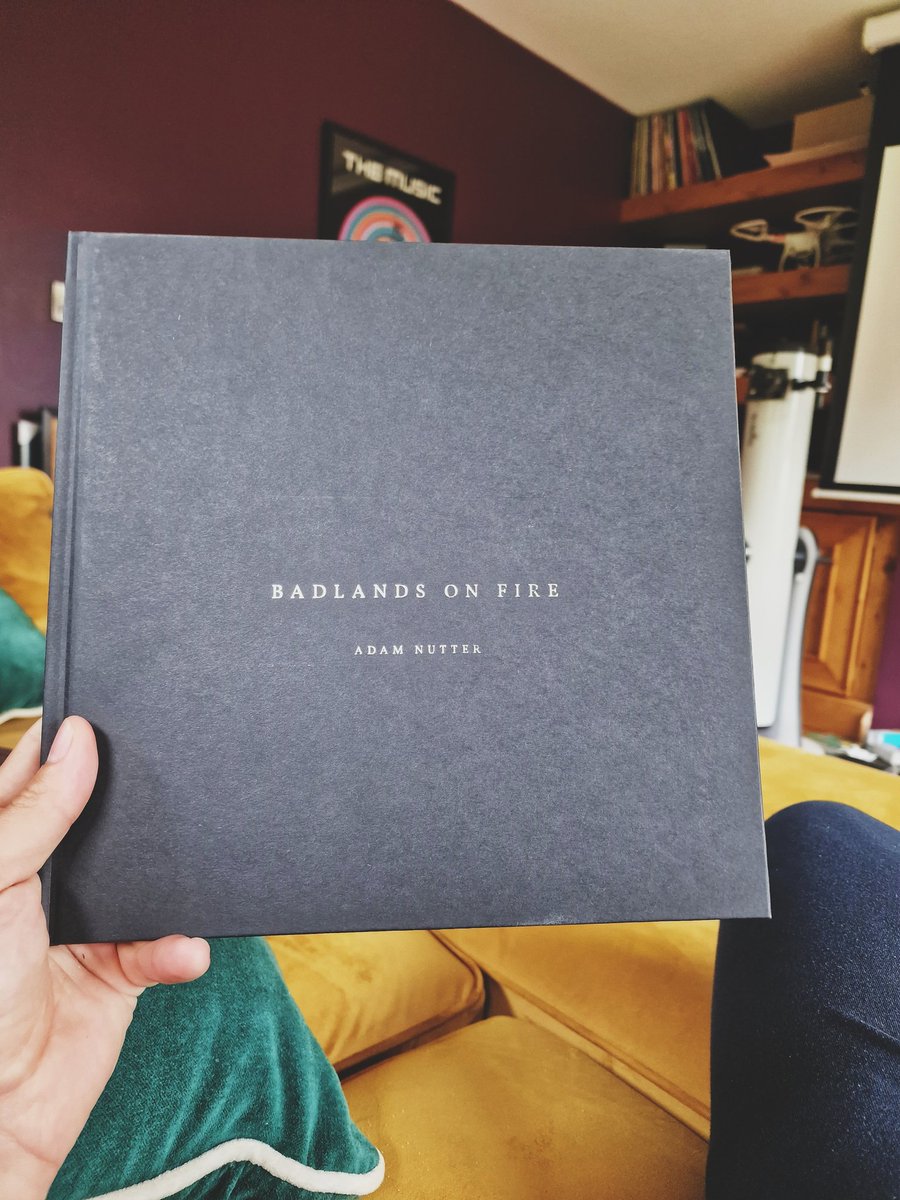 THE MUSIC
BADLANDS ON FIRE
ADAM NUTTER